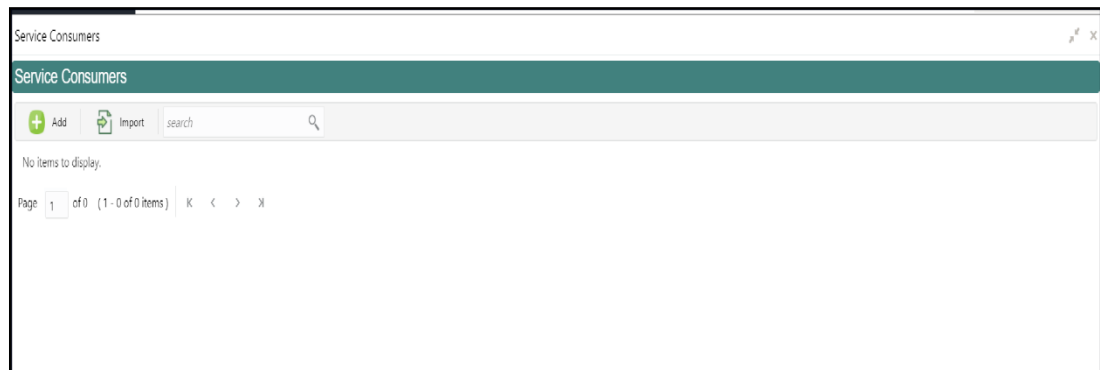 Service Consumers
Service Consumers
Add Import search
No items to display.
Page 1 of 0 (1 - 0 of 0 items)